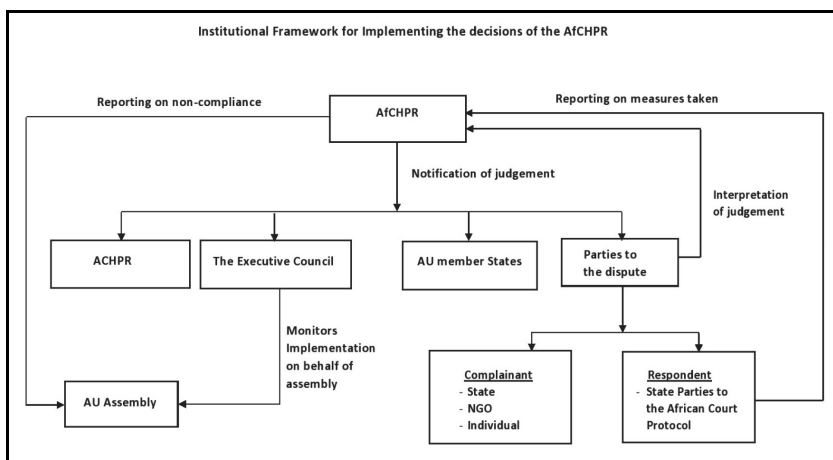 Institutional Framework for Implementing the decisions of the AfCHPR
Reporting on non-compliance
Reporting on measures taken
AfCHPR
Notification of judgement
Interpretation
of judgement
ACHPR
The Executive Council
AU member States
Parties to
the dispute
Monitors
Implementation
on behalf of
assembly
AU Assembly
Complainant
- State
- NGO
- Individual
Respondent
- State Parties to
the African Court
Protocol